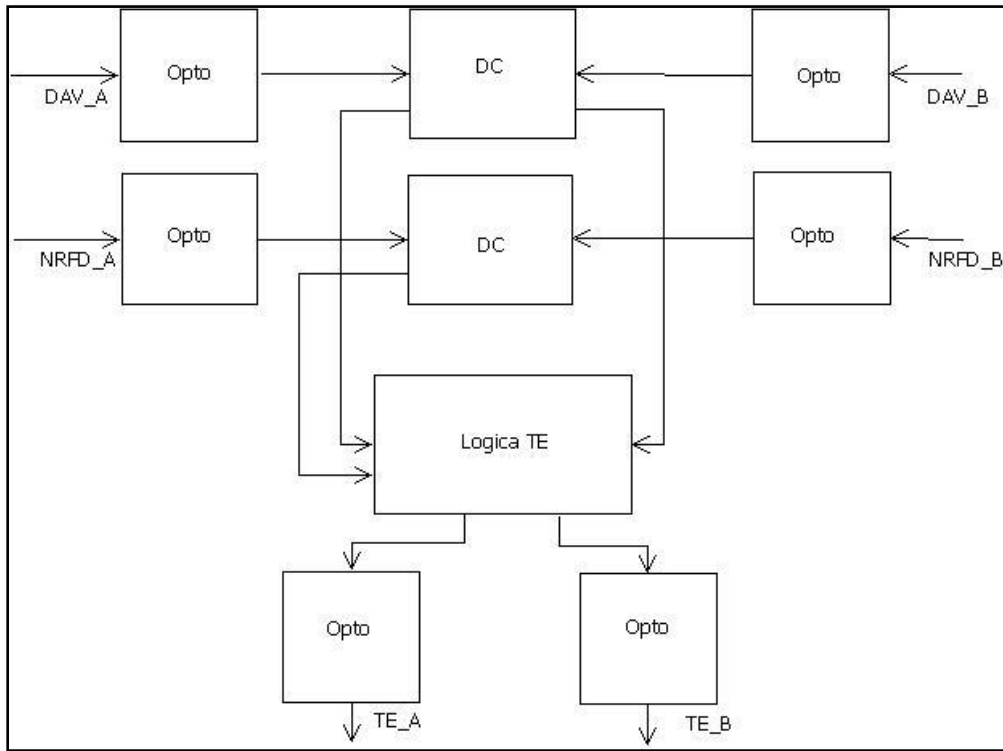 Opto
DC
Opto
DAV_A
DAV_B
Opto
DC
Opto
NRFD_A
NRFD_B
Logica TE
Opto
Opto
TE_A
TE_B